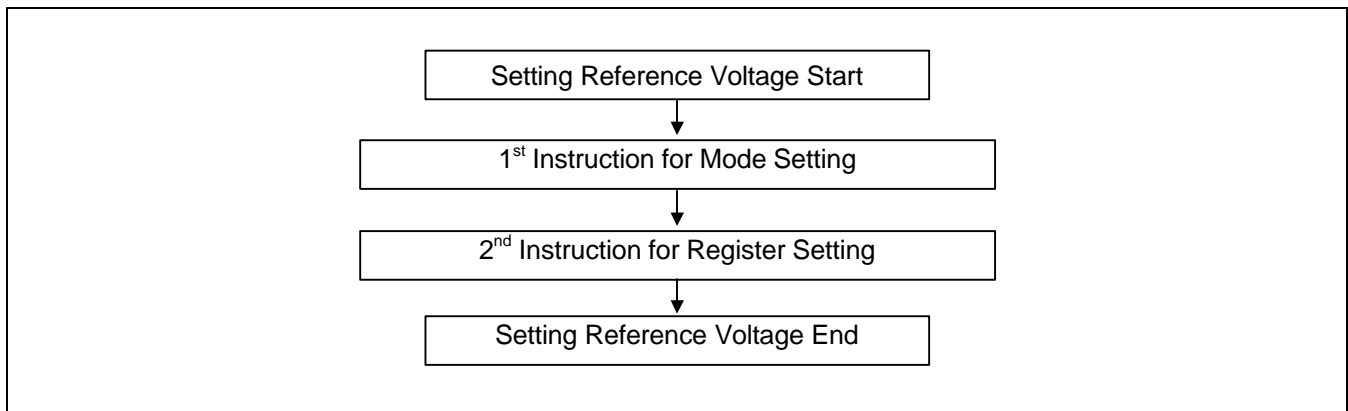 Setting Reference Voltage Start
1st Instruction for Mode Setting
2nd Instruction for Register Setting
Setting Reference Voltage End